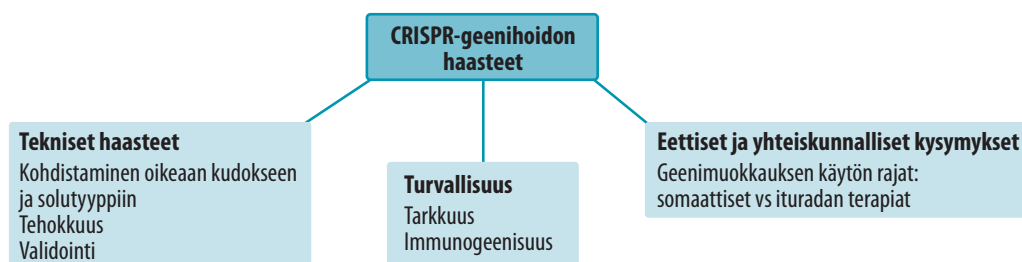 CRISPR-geenihoidon
haasteet
Tekniset haasteet
Kohdistaminen oikeaan kudokseen
ja solutyyppiin
Tehokkuus
Validointi
Turvallisuus
Tarkkuus
Immunogeenisuus
Eettiset ja yhteiskunnalliset kysymykset
Geenimuokkauksen käytön rajat:
somaattiset vs ituradan terapiat